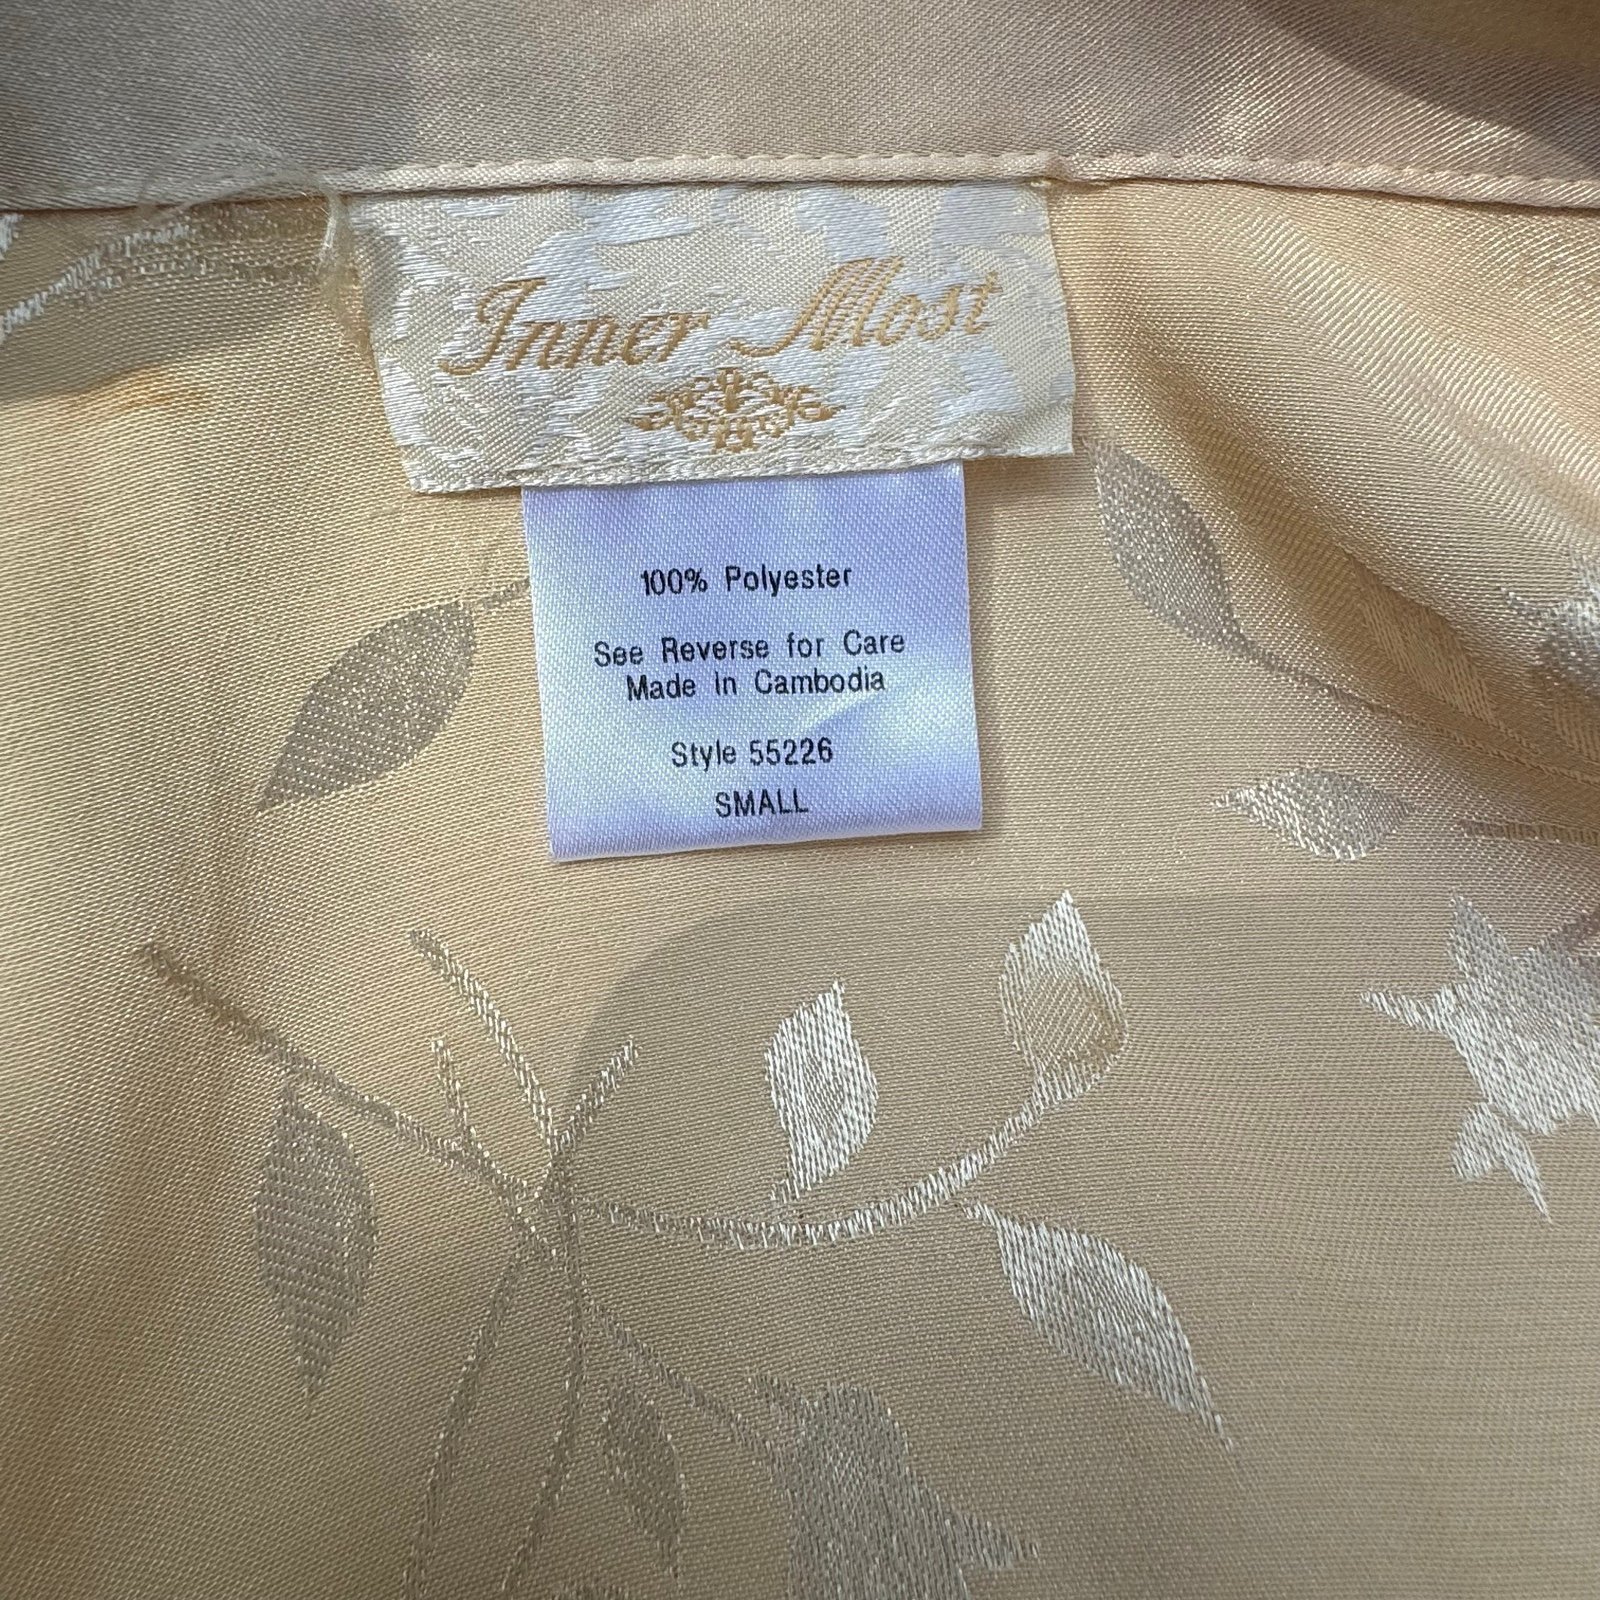 Inner Most
100% Polyester
See Reverse for Care
Made In Cambodia
Style 55226
SMALL